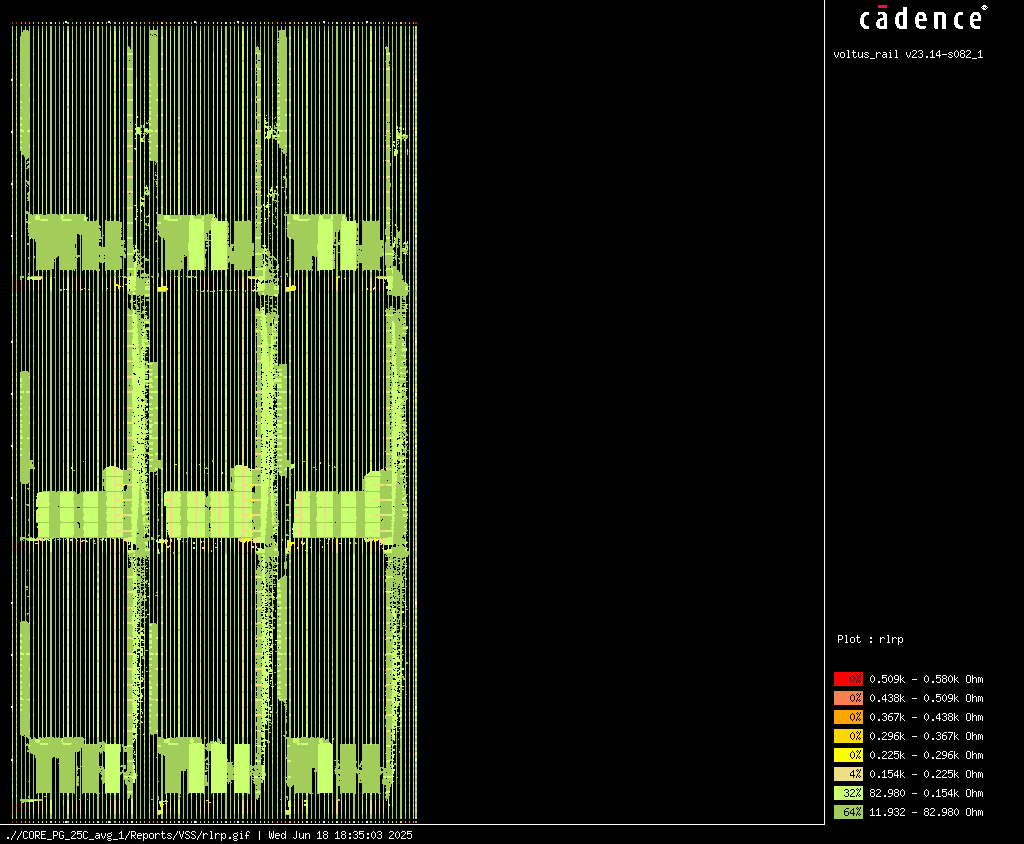 cādence®
voltus_rail v23.14-s082_1
Plot : rlrp
0% 0.509k - 0.580k Ohm
0% 0.438k - 0.509k Ohm
0% 0.367k - 0.438k Ohm
0% 0.296k - 0.367k Ohm
0% 0.225k - 0.296k Ohm
4% 0.154k - 0.225k Ohm
32% 82.980 - 0.154k Ohm
64% 11.932 - 82.980 Ohm
.//CORE_PG_25C_avg_1/Reports/VSS/rlrp.gif | Wed Jun 18 18:35:03 2025